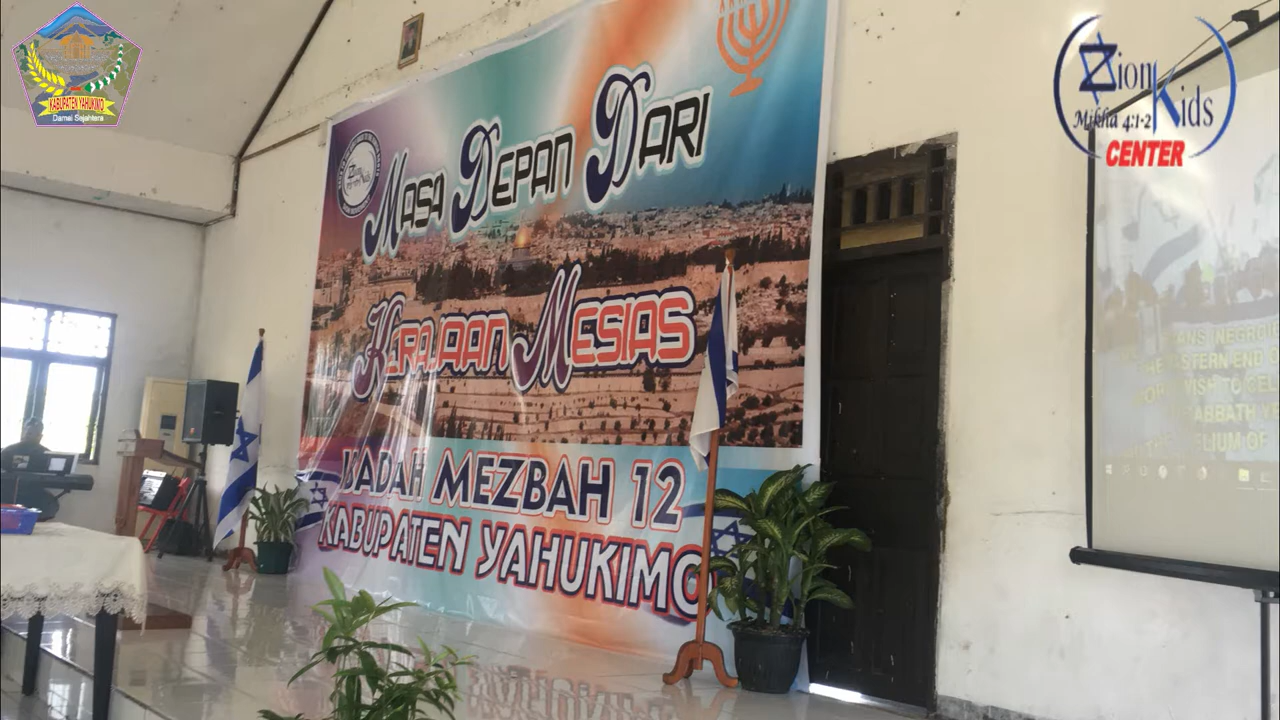 KABUPATEN YAHUKIMO
Damai Sejahtera
Zion
Kids
Mikha 4:1-2
CENTER
MASA DEPAN DARI
KERAJAAN MESIAS
IBADAH MEZBAH 12
KABUPATEN YAHUKIMO